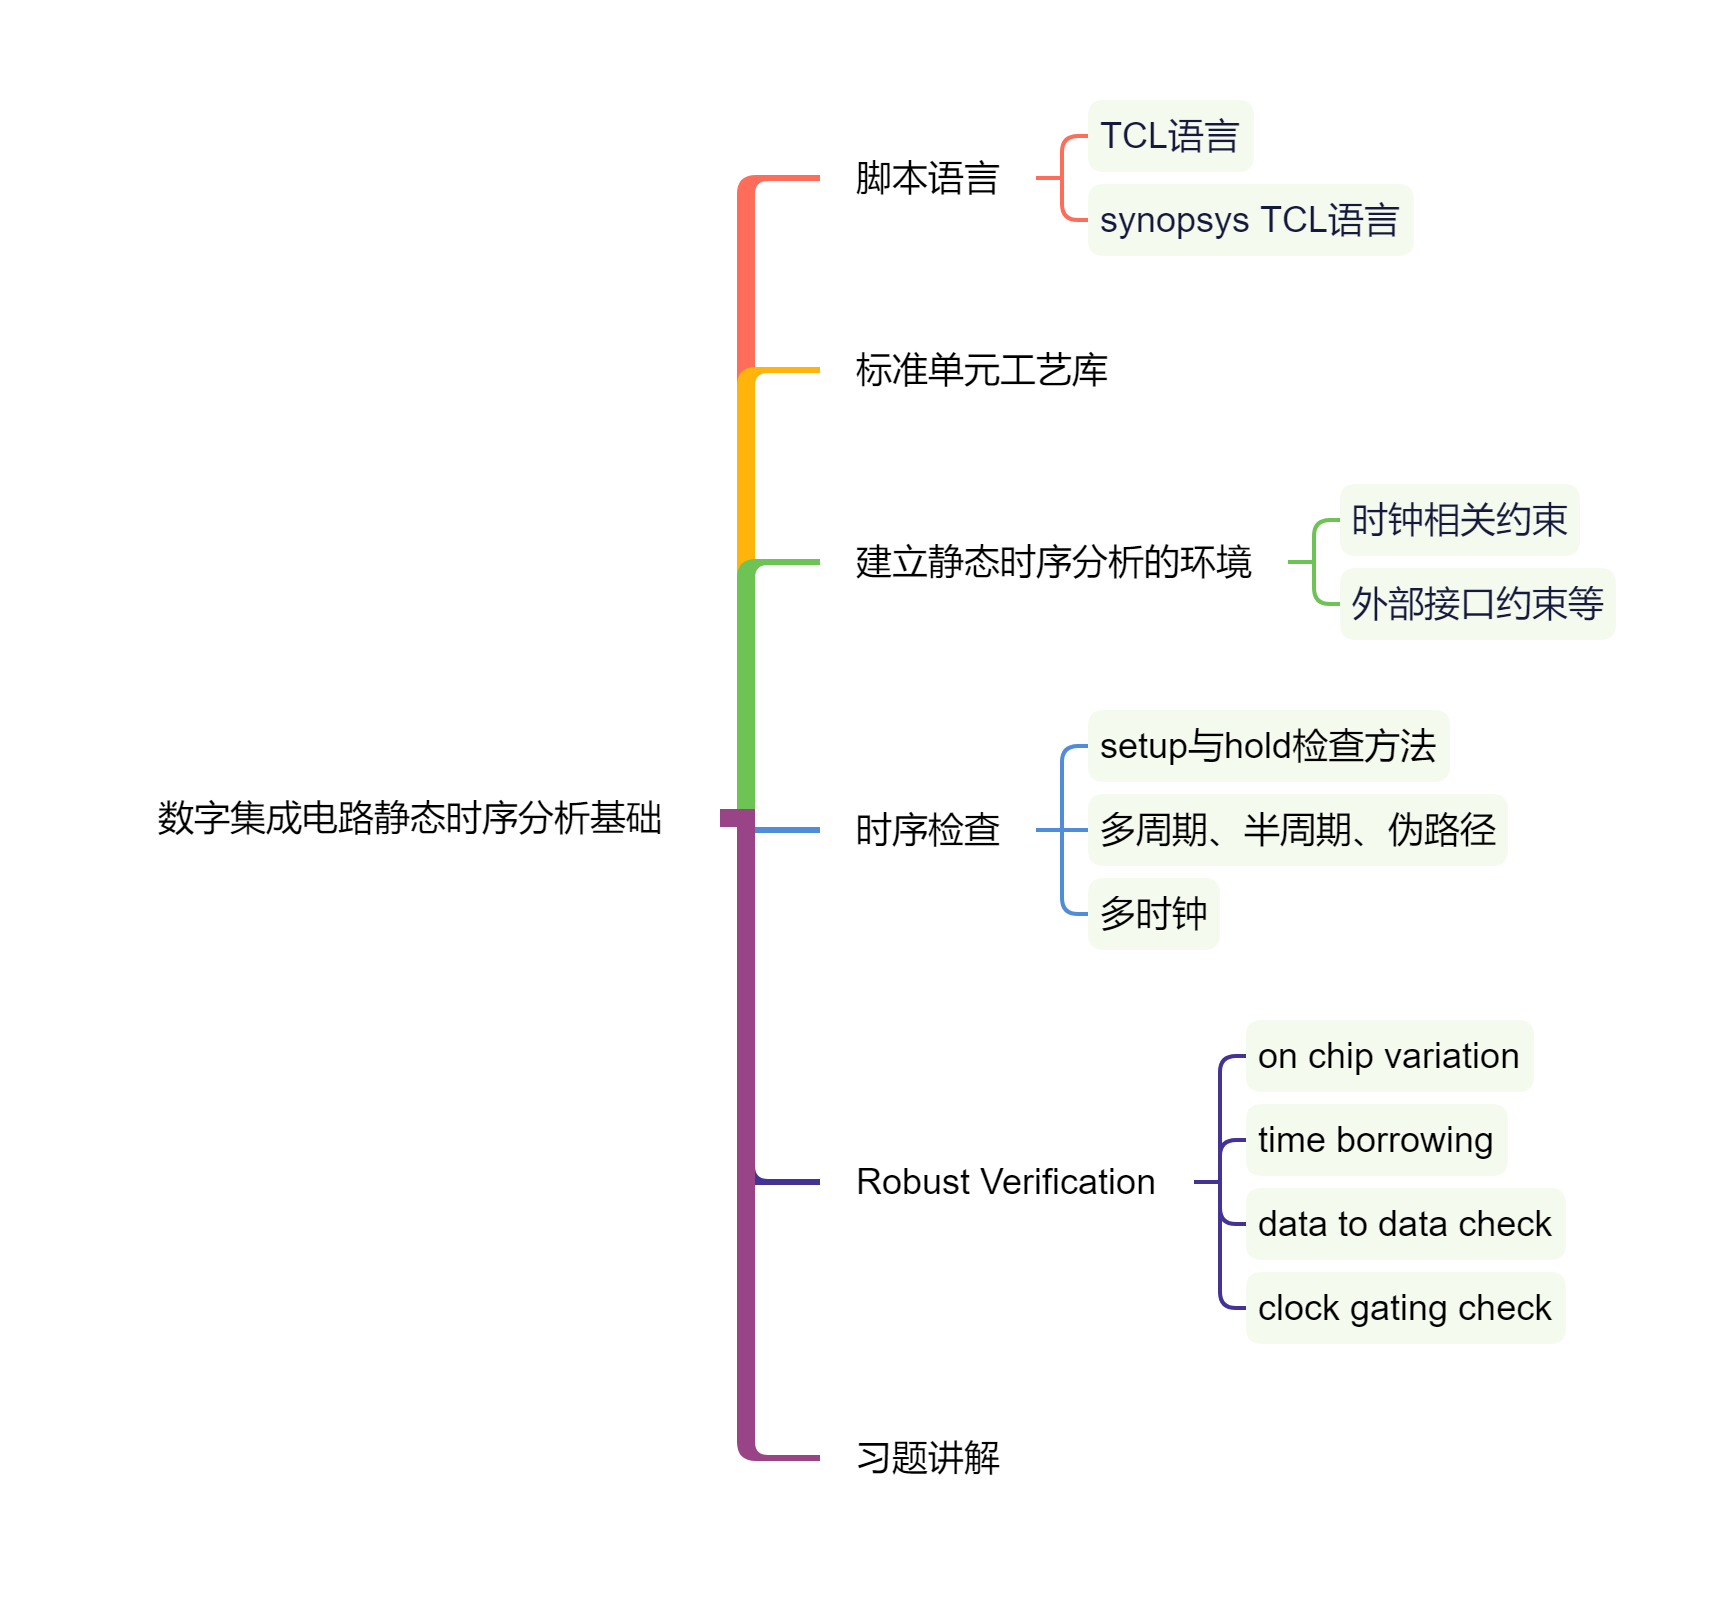 数字集成电路静态时序分析基础
脚本语言
TCL语言
synopsys TCL语言
标准单元工艺库
建立静态时序分析的环境
时钟相关约束
外部接口约束等
时序检查
setup与hold检查方法
多周期、半周期、伪路径
多时钟
Robust Verification
on chip variation
time borrowing
data to data check
clock gating check
习题讲解